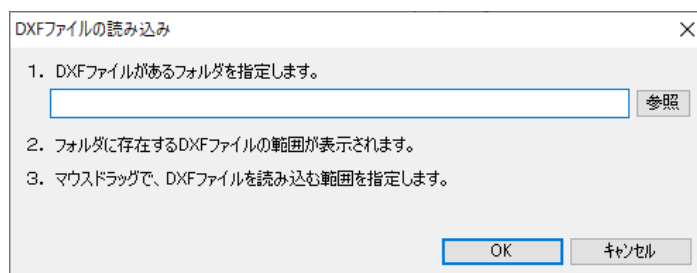 DXFファイルの読み込み
1. DXFファイルがあるフォルダを指定します。
参照
2. フォルダに存在するDXFファイルの範囲が表示されます。
3. マウスドラッグで、DXFファイルを読み込む範囲を指定します。
OK
キャンセル